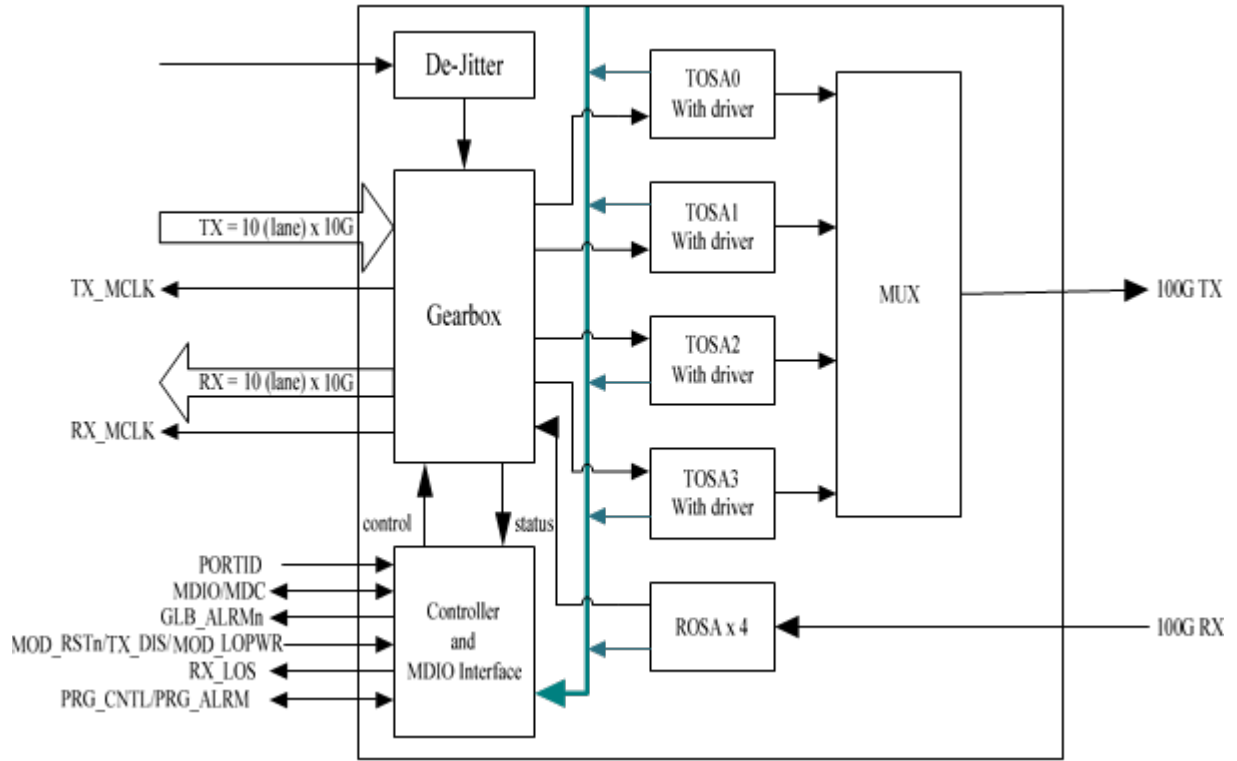 De-Jitter
TX = 10 (lane) x 10G
TX_MCLK
Gearbox
RX = 10 (lane) x 10G
RX_MCLK
control
status
PORTID
MDIO/MDC
GLB_ALRMn
MOD_RSTn/TX_DIS/MOD_LOPWR
RX_LOS
PRG_CNTL/PRG_ALRM
Controller
and
MDIO Interface
TOSA0
With driver
TOSA1
With driver
TOSA2
With driver
TOSA3
With driver
ROSA x 4
MUX
100G TX
100G RX